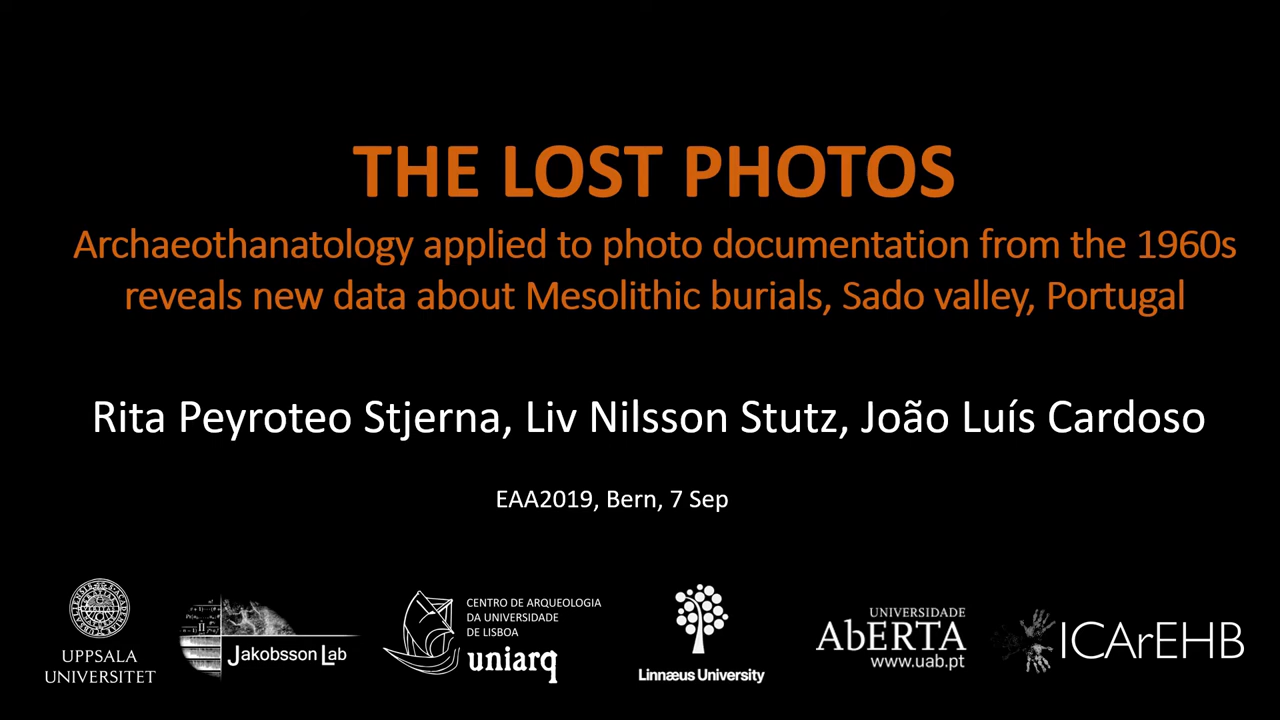 THE LOST PHOTOS
Archaeothanatology applied to photo documentation from the 1960s
reveals new data about Mesolithic burials, Sado valley, Portugal
Rita Peyroteo Stjerna, Liv Nilsson Stutz, João Luís Cardoso
EAA2019, Bern, 7 Sep
UPPSALA
UNIVERSITET
Jakobsson Lab
CENTRO DE ARQUEOLOGIA
DA UNIVERSIDADE
DE LISBOA
uniarq
Linnæus University
UNIVERSIDADE
AbERTA
www.uab.pt
ICArEHB